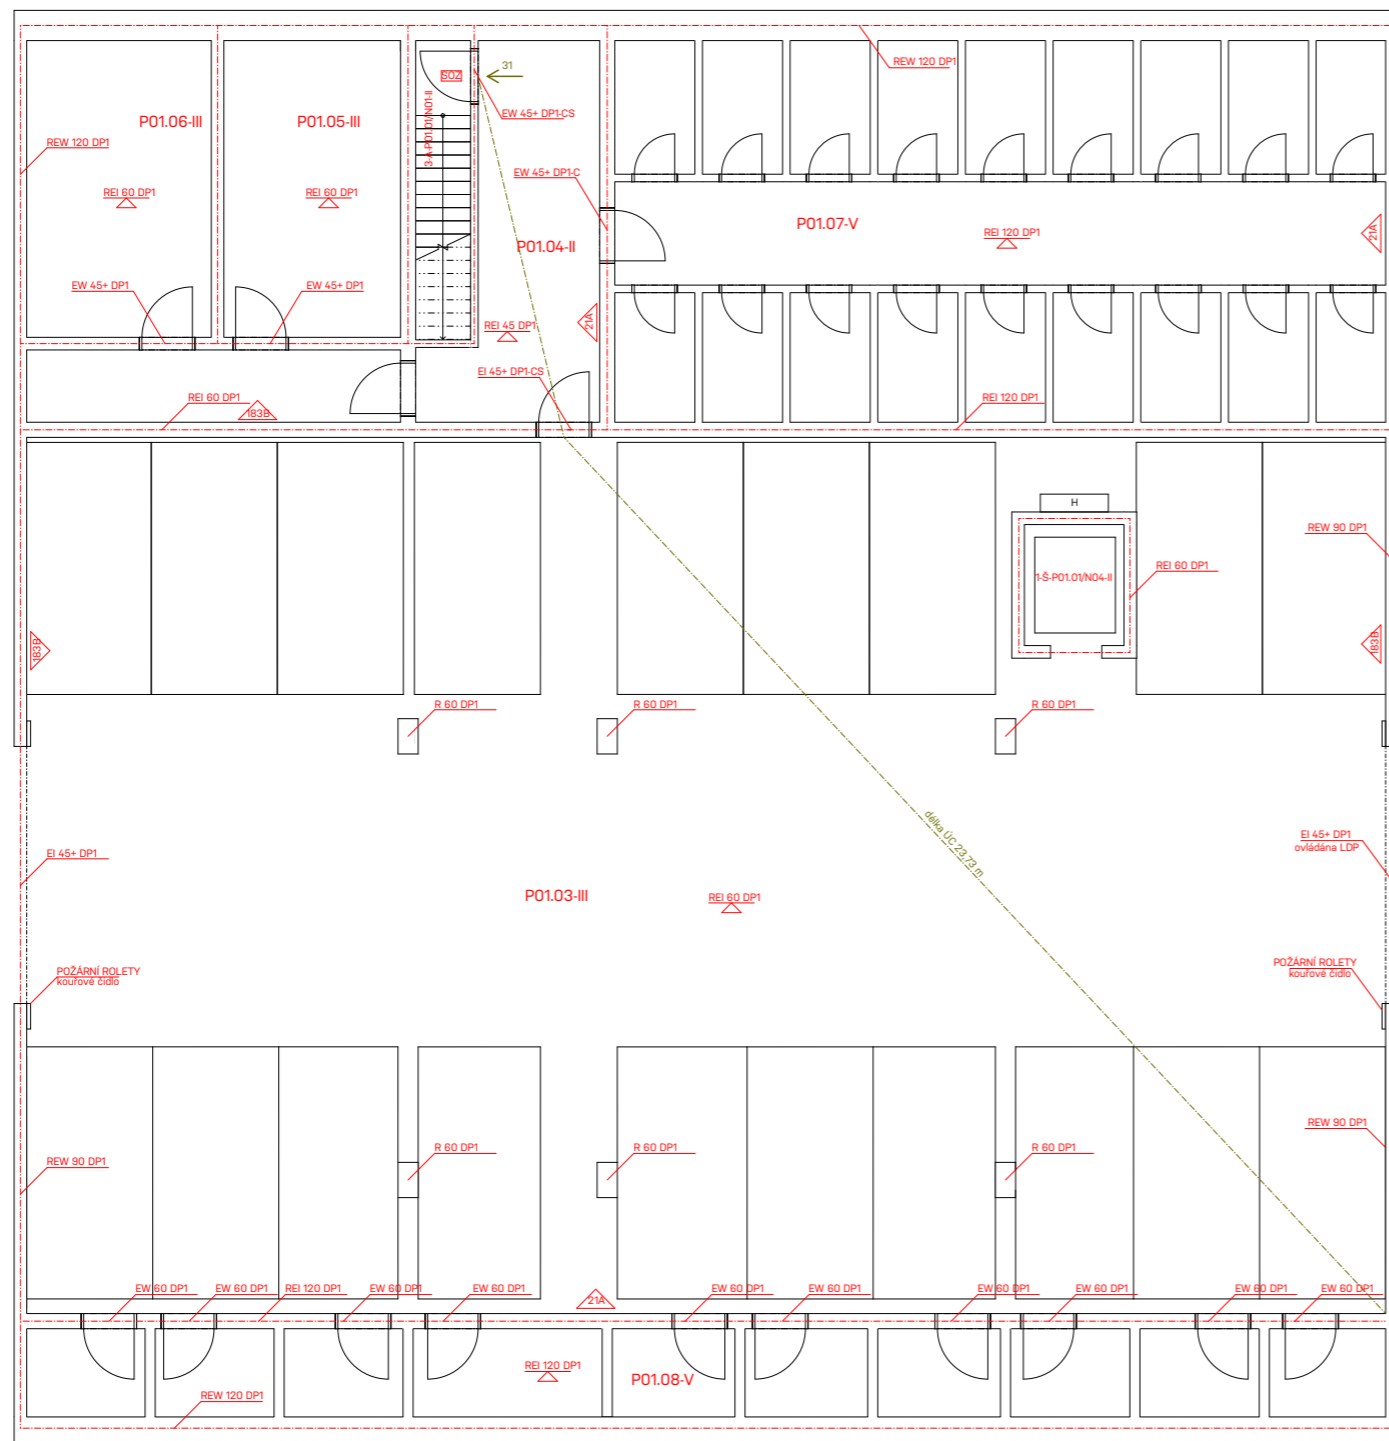 REW 120 DP1
31
SOZ
EW 45+ DP1-CS
3-A-P01.01/N01-II
P01.06-III
P01.05-III
REW 120 DP1
REI 60 DP1
REI 60 DP1
EW 45+ DP1-C
P01.07-V
REI 120 DP1
21A
P01.04-II
EW 45+ DP1
EW 45+ DP1
21A
REI 45 DP1
EI 45+ DP1-CS
REI 60 DP1
183B
REI 120 DP1
H
REW 90 DP1
REI 60 DP1
1-Š-P01.01/N04-II
183B
183B
R 60 DP1
R 60 DP1
R 60 DP1
délka ÚC 23,73 m
EI 45+ DP1
EI 45+ DP1
ovládána LDP
P01.03-III
REI 60 DP1
POŽÁRNÍ ROLETY
kouřové čidlo
POŽÁRNÍ ROLETY
kouřové čidlo
REW 90 DP1
R 60 DP1
R 60 DP1
R 60 DP1
REW 90 DP1
EW 60 DP1
EW 60 DP1
REI 120 DP1
EW 60 DP1
EW 60 DP1
21A
EW 60 DP1
EW 60 DP1
EW 60 DP1
EW 60 DP1
EW 60 DP1
EW 60 DP1
REI 120 DP1
P01.08-V
REW 120 DP1